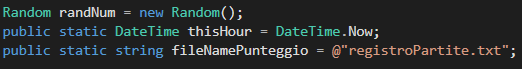 Random randNum = new Random();
public static DateTime thisHour = DateTime.Now;
public static string fileNamePunteggio = @"registroPartite.txt";